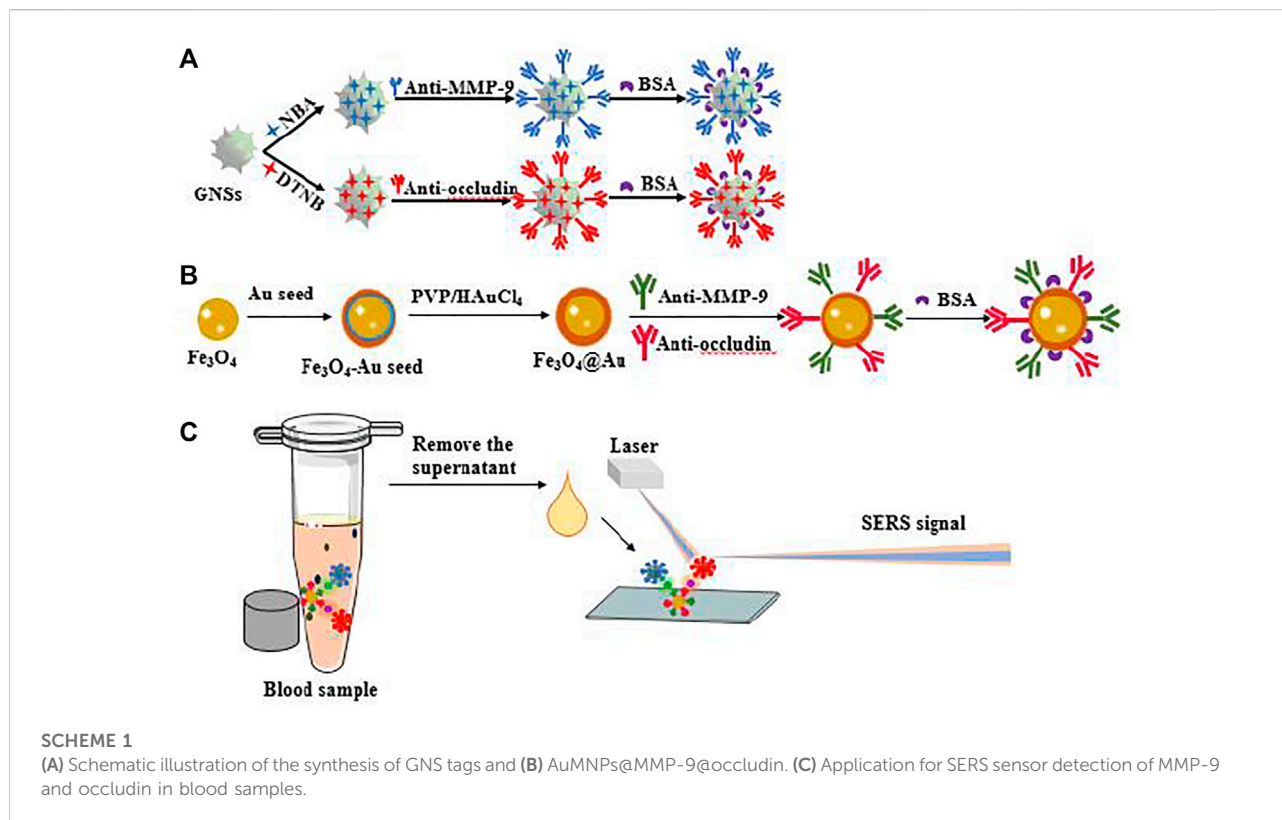 A
NBA
Anti-MMP-9
BSA
GNSs
DTNB
Anti-occludin
BSA
B
Au seed
PVP/HAuCl₄
Anti-MMP-9
BSA
Anti-occludin
Fe₃O₄
Fe₃O₄-Au seed
Fe₃O₄@Au
C
Remove the
supernatant
Laser
SERS signal
Blood sample
SCHEME 1
(A) Schematic illustration of the synthesis of GNS tags and (B) AuMNPs@MMP-9@occludin. (C) Application for SERS sensor detection of MMP-9
and occludin in blood samples.